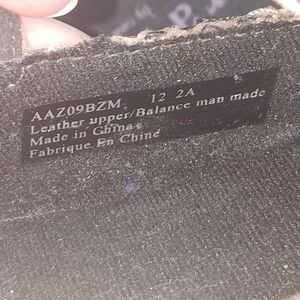 AAZ09BZM 12 2A
Leather upper/Balance man made
Made in China
Fabrique En Chine